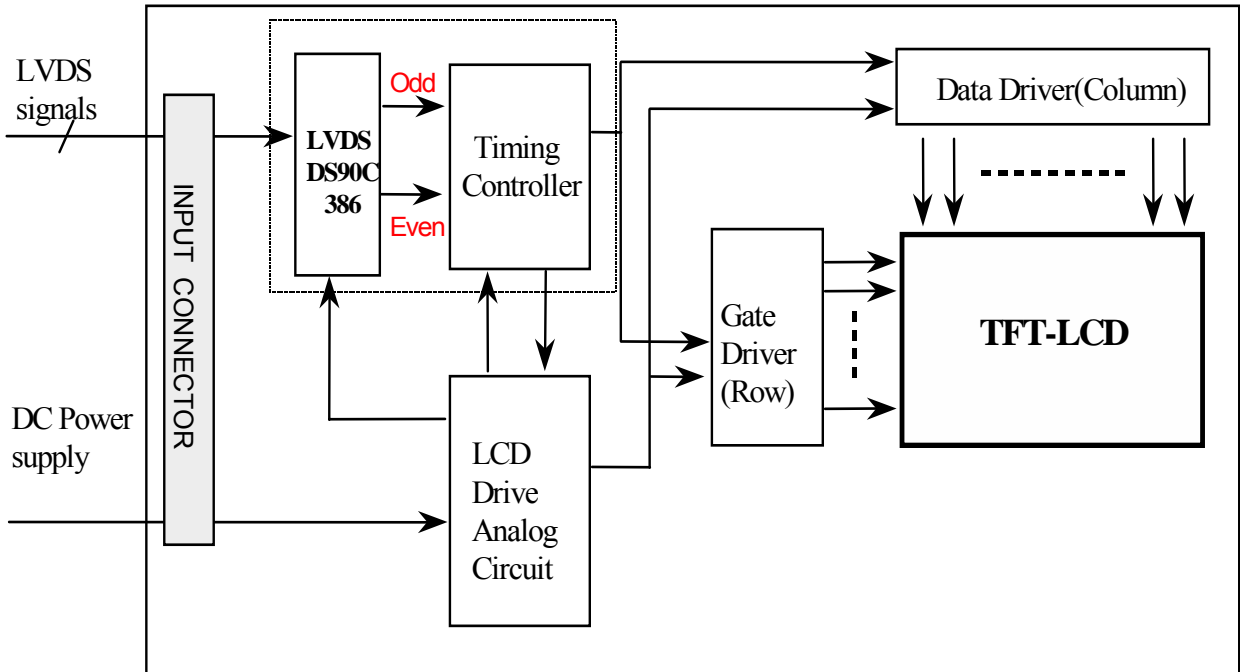 LVDS
signals
INPUT CONNECTOR
DC Power
supply
LVDS
DS90C
386
Odd
Even
Timing
Controller
LCD
Drive
Analog
Circuit
Data Driver(Column)
Gate
Driver
(Row)
TFT-LCD